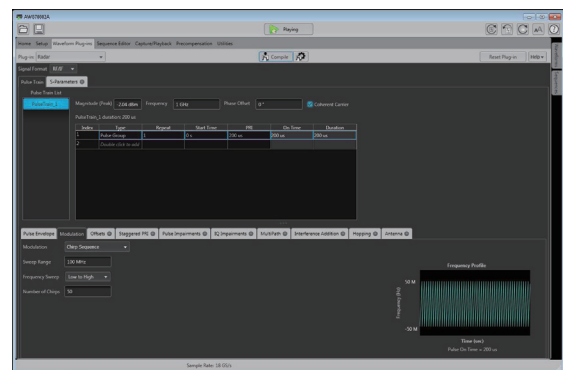 AWG70002A
Playing
Home Setup Waveform Plug-ins Sequence Editor Capture/Playback Precompensation Utilities
Plug-in: Radar
Compile
Reset Plug-in Help
Signal Format RF/IF
Pulse Train S-Parameters
Pulse Train List
PulseTrain_1
Magnitude (Peak) -2.04 dBm Frequency 1 GHz Phase Offset 0 ° Coherent Carrier
PulseTrain_1 duration: 200 us
Index Type Repeat Start Time PRI On Time Duration
1 Pulse-Group 1 0 s 200 us 200 us 200 us
2 Double click to add
Pulse Envelope Modulation Offsets Staggered PRI Pulse Impairments IQ Impairments MultiPath Interference Addition Hopping Antenna
Modulation Chirp Sequence
Sweep Range 100 MHz
Frequency Sweep Low to High
Number of Chirps 50
Frequency Profile
50 M
Frequency (Hz)
-50 M
Time (sec)
Pulse On Time = 200 us